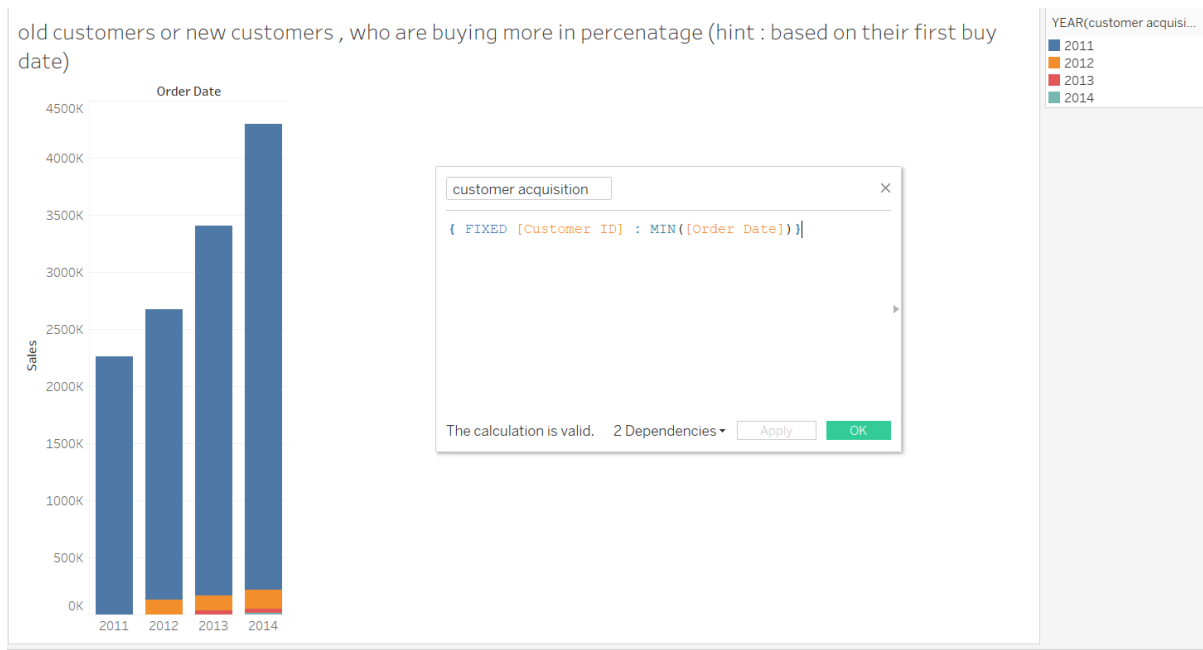 old customers or new customers , who are buying more in percenatage (hint : based on their first buy
date)
Order Date
4500K
4000K
3500K
3000K
2500K
2000K
1500K
1000K
500K
0K
Sales
2011
2012
2013
2014
customer acquisition
{ FIXED [Customer ID] : MIN([Order Date])}
The calculation is valid.
2 Dependencies
Apply
OK
YEAR(customer acquisi...
2011
2012
2013
2014